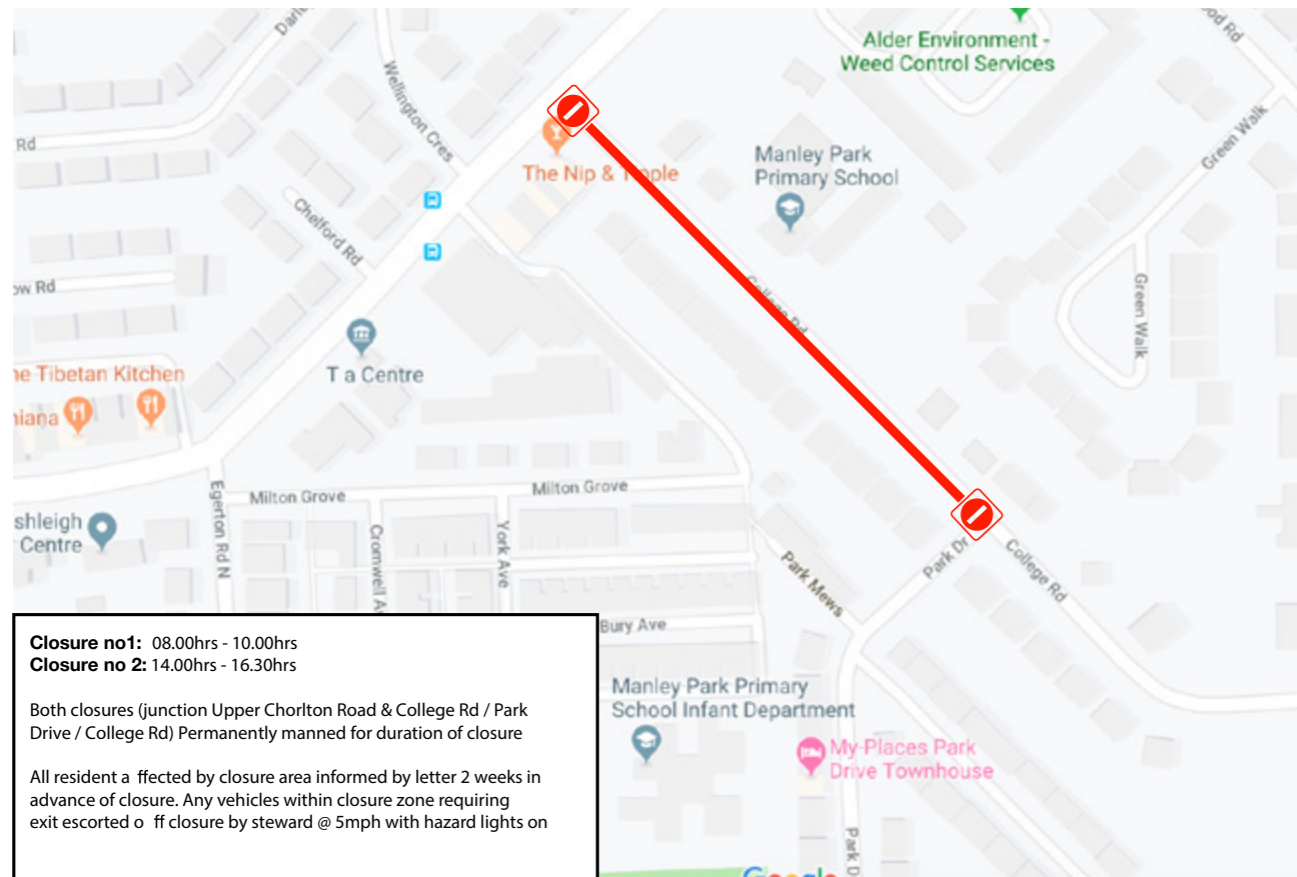 Darle
Wellington Cres
ood Rd
Alder Environment -
Weed Control Services
Green Walk
Rd
The Nip & Tipple
Manley Park
Primary School
Chelford Rd
College Rd
Green Walk
ow Rd
T a Centre
he Tibetan Kitchen
hiana
Egerton Rd N
Milton Grove
Milton Grove
shleigh
Centre
Cromwell Av
York Ave
Park Mews
Park Dr
College Rd
Bury Ave
Manley Park Primary
School Infant Department
My-Places Park
Drive Townhouse
Park D
Google
Closure no1: 08.00hrs - 10.00hrs
Closure no 2: 14.00hrs - 16.30hrs
Both closures (junction Upper Chorlton Road & College Rd / Park
Drive / College Rd) Permanently manned for duration of closure
All resident a ffected by closure area informed by letter 2 weeks in
advance of closure. Any vehicles within closure zone requiring
exit escorted o ff closure by steward @ 5mph with hazard lights on